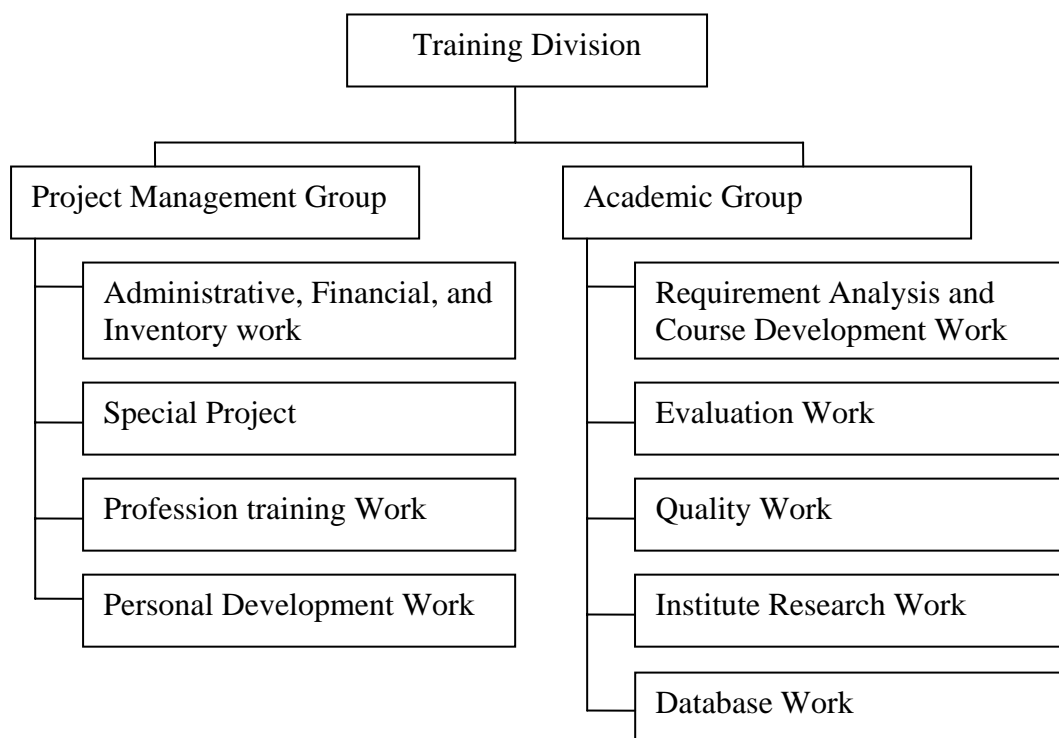 Training Division
Project Management Group
Administrative, Financial, and
Inventory work
Special Project
Profession training Work
Personal Development Work
Academic Group
Requirement Analysis and
Course Development Work
Evaluation Work
Quality Work
Institute Research Work
Database Work